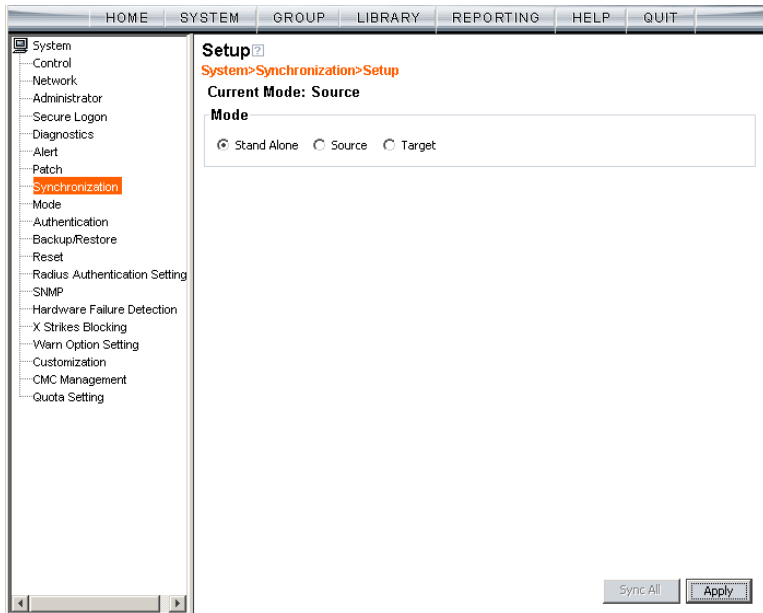 HOME SYSTEM GROUP LIBRARY REPORTING HELP QUIT
System
Control
Network
Administrator
Secure Logon
Diagnostics
Alert
Patch
Synchronization
Mode
Authentication
Backup/Restore
Reset
Radius Authentication Setting
SNMP
Hardware Failure Detection
X Strikes Blocking
Warn Option Setting
Customization
CMC Management
Quota Setting
Setup ?
System>Synchronization>Setup
Current Mode: Source
Mode
Stand Alone Source Target
Sync All Apply